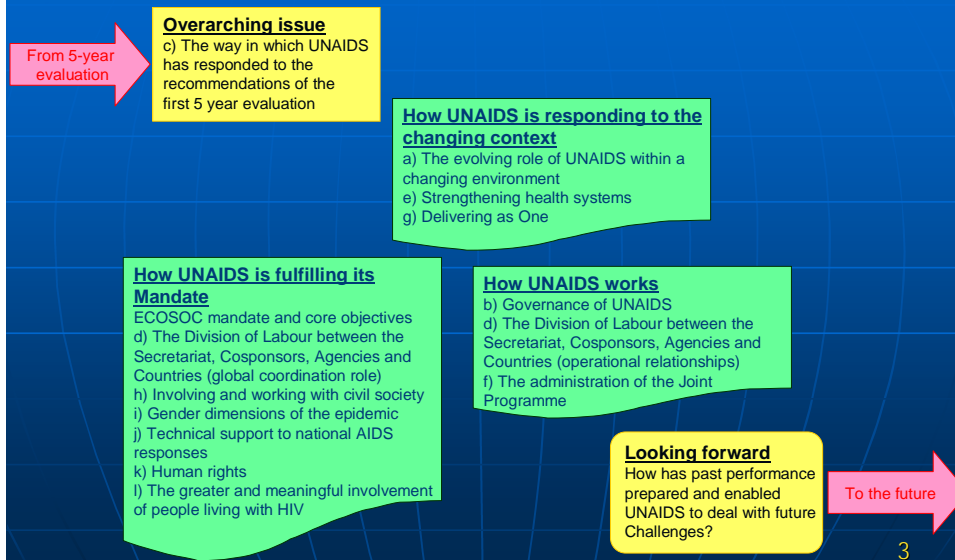 From 5-year
evaluation
Overarching issue
c) The way in which UNAIDS
has responded to the
recommendations of the
first 5 year evaluation
How UNAIDS is responding to the
changing context
a) The evolving role of UNAIDS within a
changing environment
e) Strengthening health systems
g) Delivering as One
How UNAIDS is fulfilling its
Mandate
ECOSOC mandate and core objectives
d) The Division of Labour between the
Secretariat, Cosponsors, Agencies and
Countries (global coordination role)
h) Involving and working with civil society
i) Gender dimensions of the epidemic
j) Technical support to national AIDS
responses
k) Human rights
l) The greater and meaningful involvement
of people living with HIV
How UNAIDS works
b) Governance of UNAIDS
d) The Division of Labour between the
Secretariat, Cosponsors, Agencies and
Countries (operational relationships)
f) The administration of the Joint
Programme
Looking forward
How has past performance
prepared and enabled
UNAIDS to deal with future
Challenges?
To the future
3